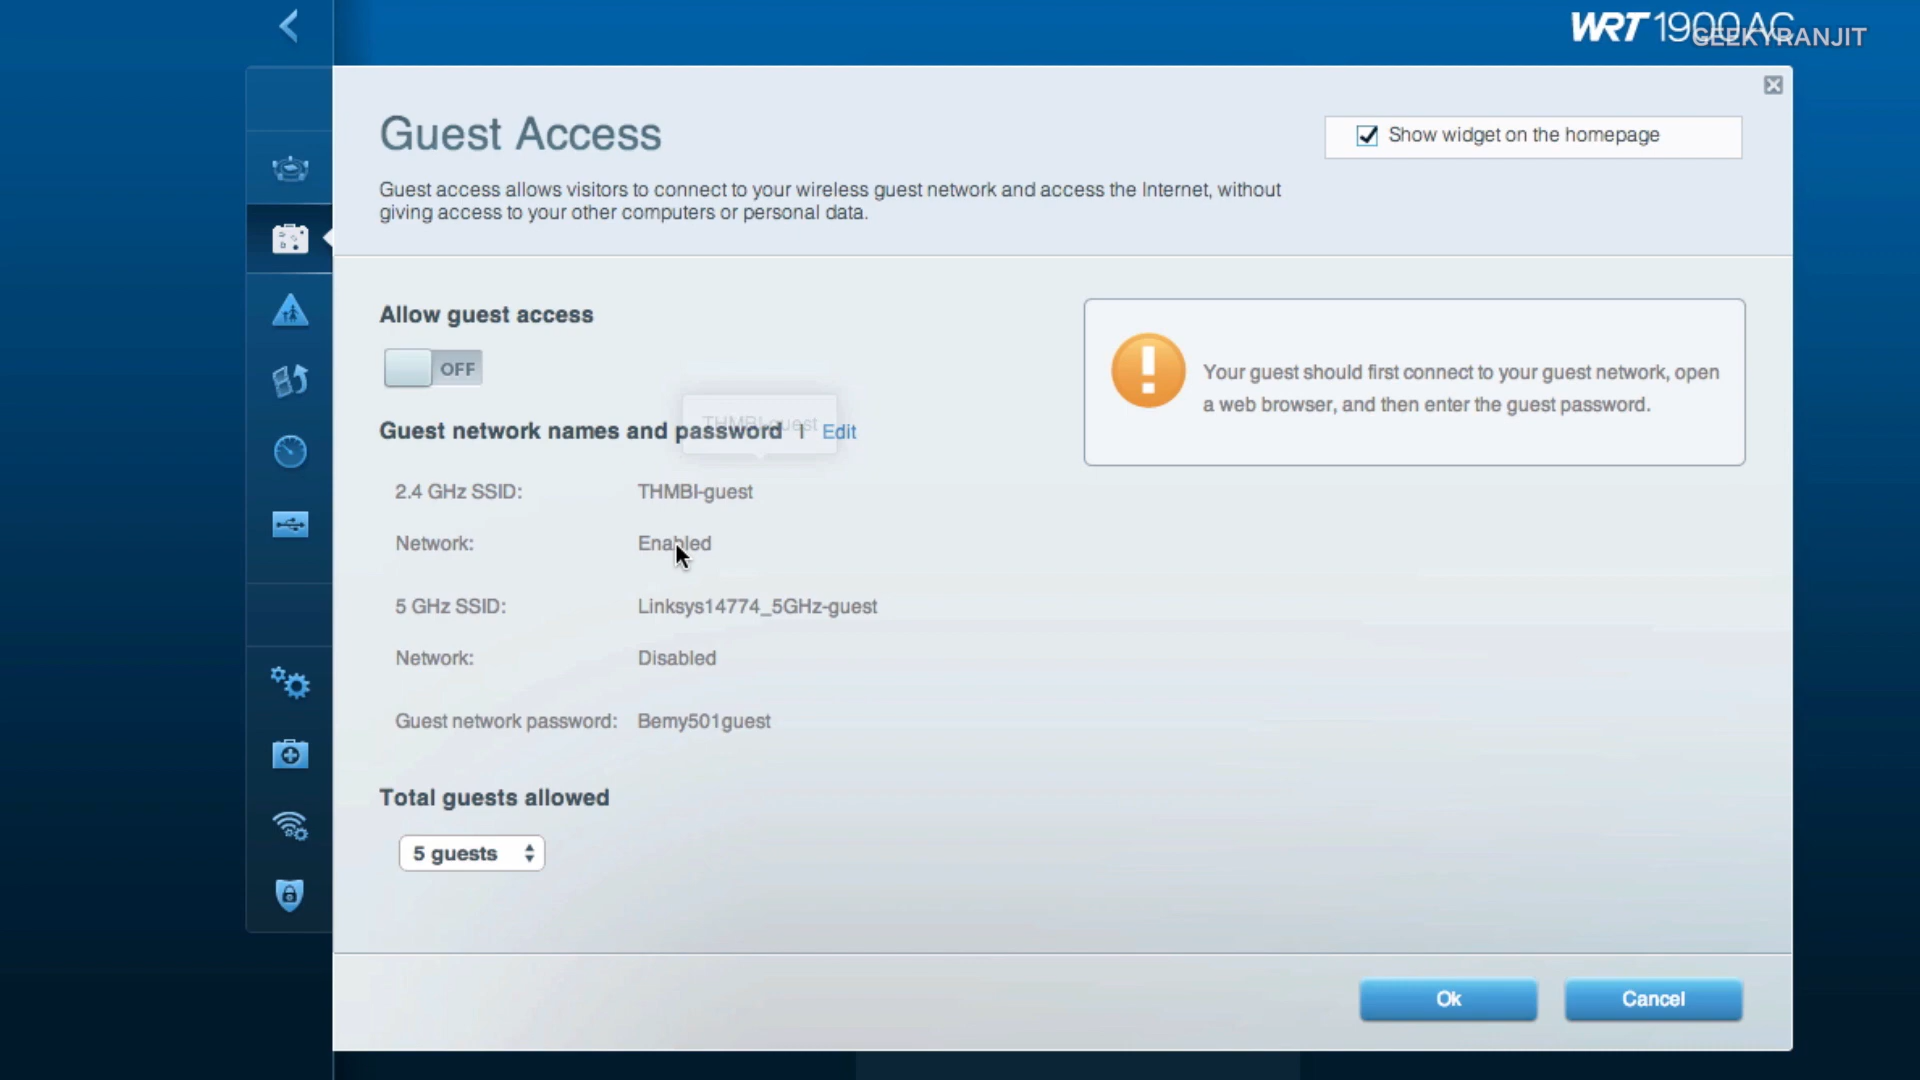 WRT 1900AC
GEEKYRANJIT
Guest Access
Show widget on the homepage
Guest access allows visitors to connect to your wireless guest network and access the Internet, without
giving access to your other computers or personal data.
Allow guest access
OFF
Your guest should first connect to your guest network, open
a web browser, and then enter the guest password.
THMBI-guest
Guest network names and password | Edit
2.4 GHz SSID: THMBI-guest
Network: Enabled
5 GHz SSID: Linksys14774_5GHz-guest
Network: Disabled
Guest network password: Bemy501guest
Total guests allowed
5 guests
Ok Cancel